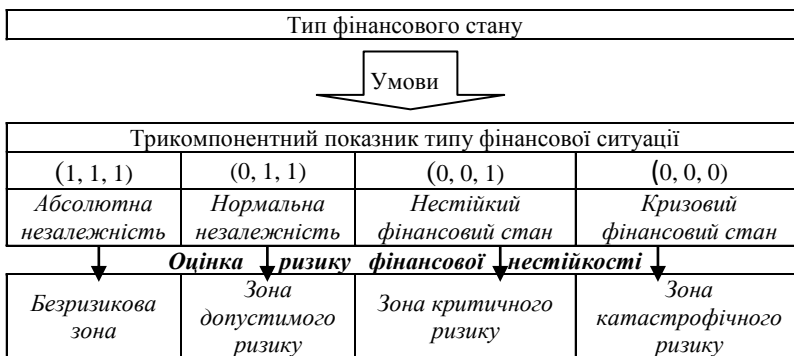 Тип фінансового стану
Умови
Трикомпонентний показник типу фінансової ситуації
(1, 1, 1) (0, 1, 1) (0, 0, 1) (0, 0, 0)
Абсолютна Нормальна Нестійкий Кризовий
незалежність незалежність фінансовий стан фінансовий стан
Оцінка ризику фінансової нестійкості
Безризикова Зона Зона критичного Зона
зона допустимого ризику катастрофічного
ризику ризику